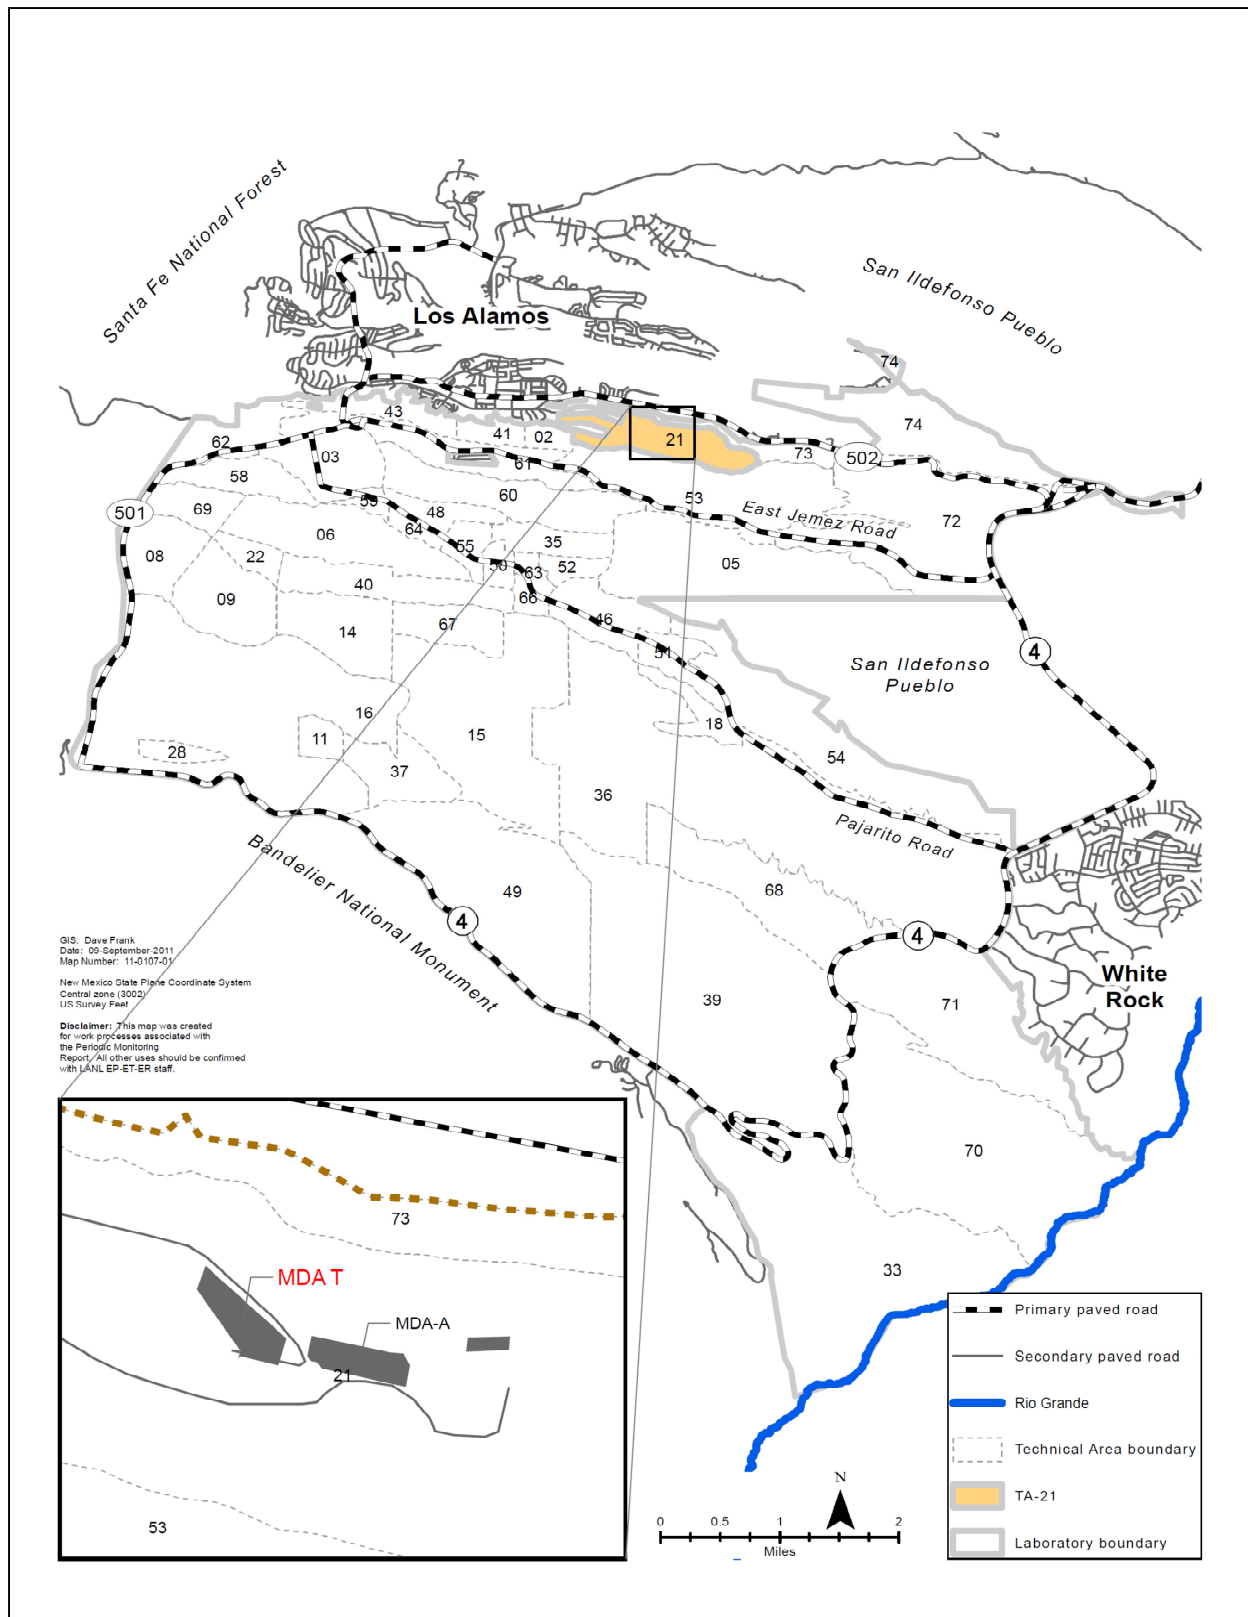 Santa Fe National Forest
San Ildefonso Pueblo
Los Alamos
74
74
43
41
02
21
73
502
62
03
61
58
60
53
East Jemez Road
72
501
69
59
48
64
06
55
35
08
22
50
63
52
05
40
09
66
46
14
67
51
4
San Ildefonso
Pueblo
16
11
15
18
28
37
54
36
Pajarito Road
Bandelier National Monument
49
68
4
4
White
Rock
39
71
GIS: Dave Frank
Date: 09-September-2011
Map Number: 11-0107-01
New Mexico State Plane Coordinate System
Central zone (3002)
US Survey Feet
Disclaimer: This map was created
for work processes associated with
the Periodic Monitoring
Report. All other uses should be confirmed
with LANL EP-ET-ER staff.
70
33
73
MDA T
MDA-A
21
53
N
0 0.5 1 2
Miles
Primary paved road
Secondary paved road
Rio Grande
Technical Area boundary
TA-21
Laboratory boundary